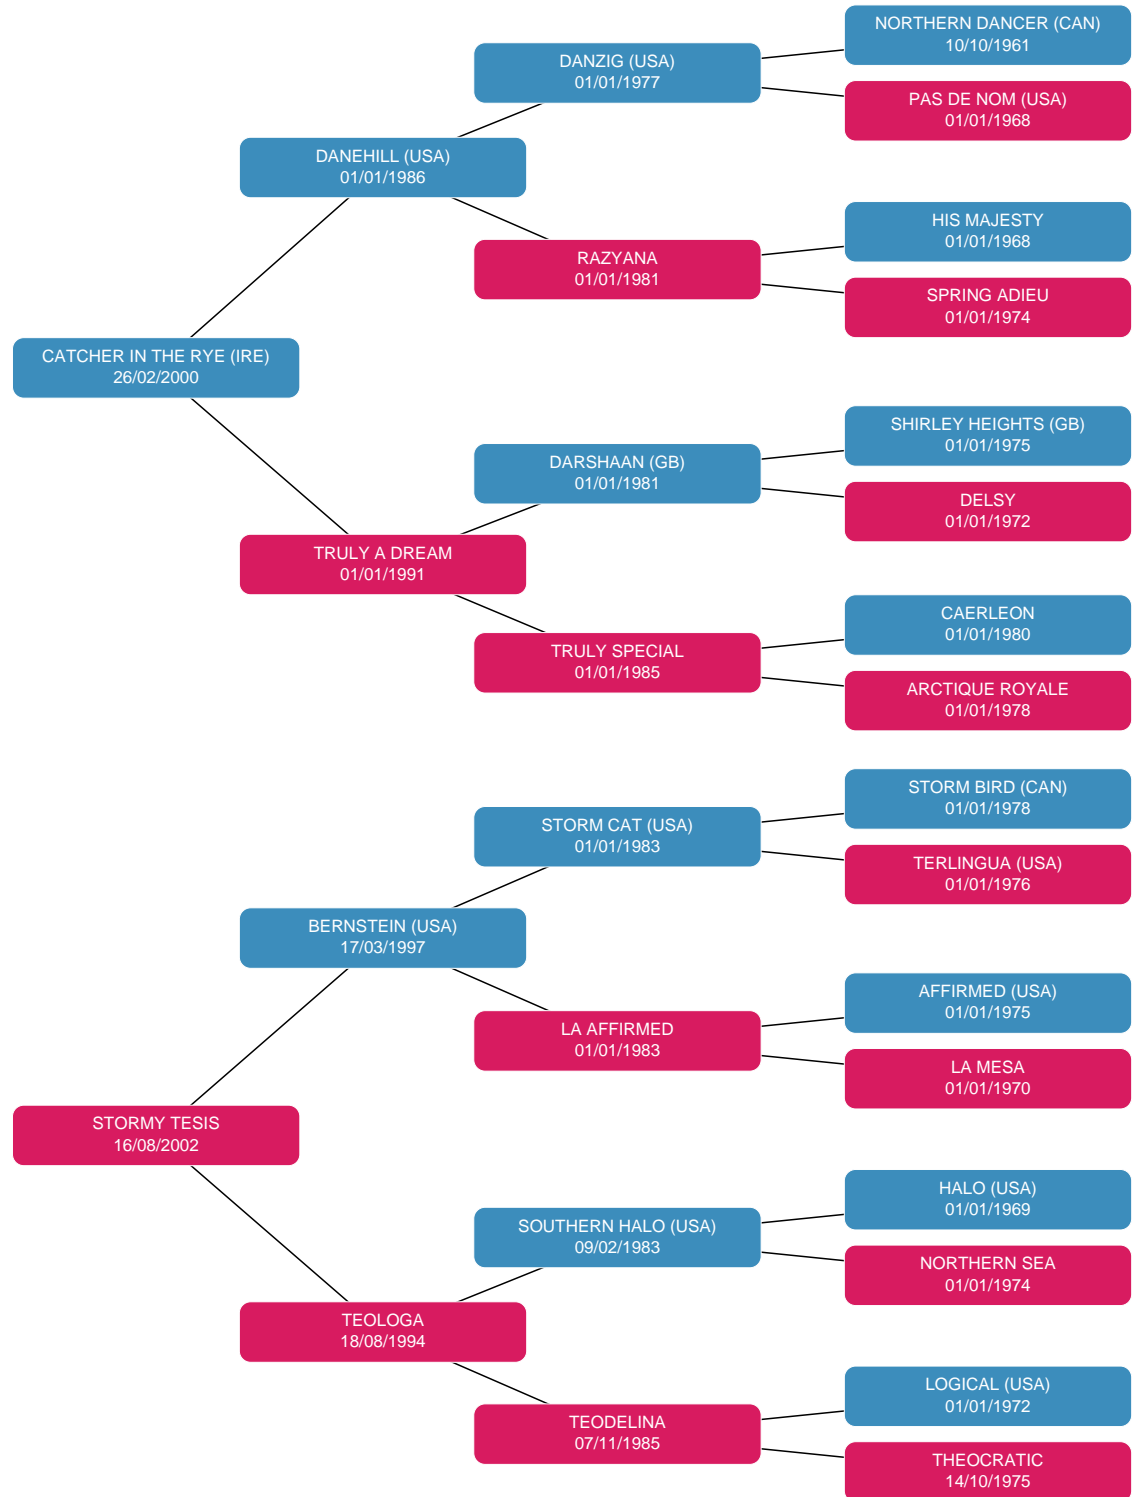 NORTHERN DANCER (CAN)
10/10/1961
DANZIG (USA)
01/01/1977
PAS DE NOM (USA)
01/01/1968
DANEHILL (USA)
01/01/1986
HIS MAJESTY
01/01/1968
RAZYANA
01/01/1981
SPRING ADIEU
01/01/1974
CATCHER IN THE RYE (IRE)
26/02/2000
SHIRLEY HEIGHTS (GB)
01/01/1975
DARSHAAN (GB)
01/01/1981
DELSY
01/01/1972
TRULY A DREAM
01/01/1991
CAERLEON
01/01/1980
TRULY SPECIAL
01/01/1985
ARCTIQUE ROYALE
01/01/1978
STORM BIRD (CAN)
01/01/1978
STORM CAT (USA)
01/01/1983
TERLINGUA (USA)
01/01/1976
BERNSTEIN (USA)
17/03/1997
AFFIRMED (USA)
01/01/1975
LA AFFIRMED
01/01/1983
LA MESA
01/01/1970
STORMY TESIS
16/08/2002
HALO (USA)
01/01/1969
SOUTHERN HALO (USA)
09/02/1983
NORTHERN SEA
01/01/1974
TEOLOGA
18/08/1994
LOGICAL (USA)
01/01/1972
TEODELINA
07/11/1985
THEOCRATIC
14/10/1975